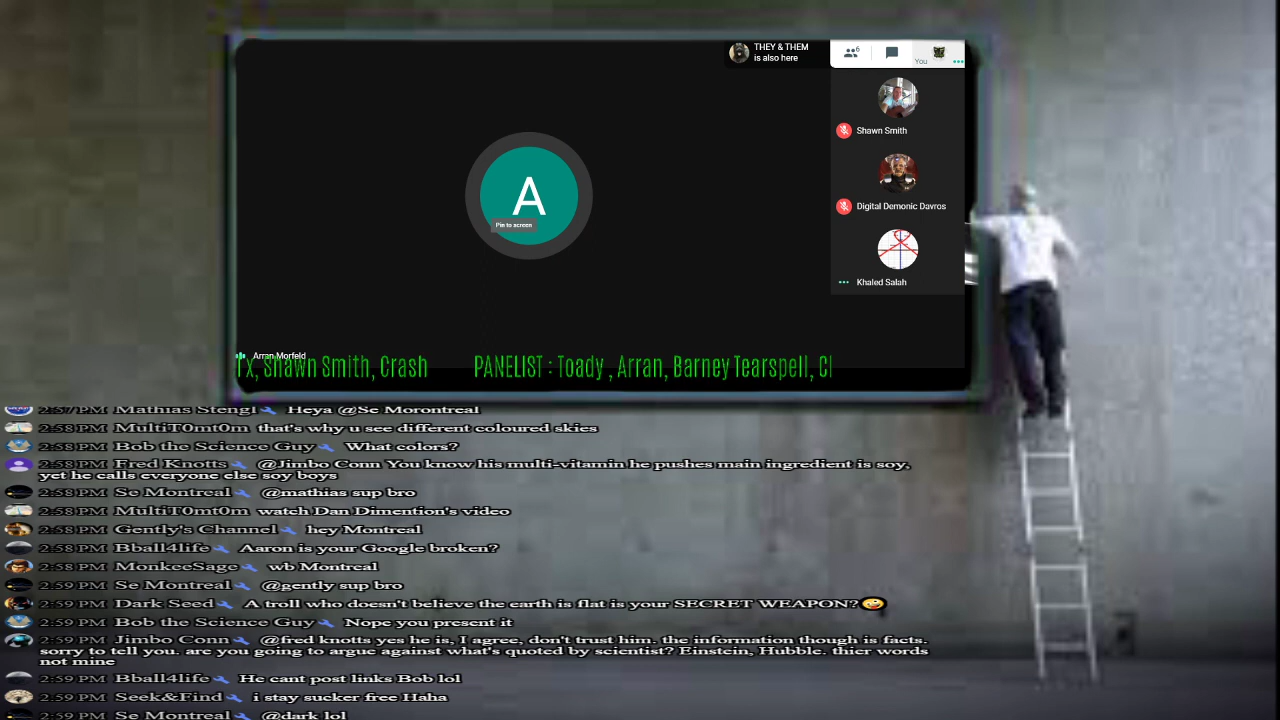 THEY & THEM
is also here
6
You
Shawn Smith
Digital Demonic Davros
Khaled Salah
A
Pin to screen
Arran Morfeld
Tx, Shawn Smith, Crash PANELIST : Toady , Arran, Barney Tearspell, Cl
2:57 PM Mathias Stengl Heya @Se Morontreal
2:58 PM MultiT0mt0m that's why u see different coloured skies
2:58 PM Bob the Science Guy What colors?
2:58 PM Fred Knotts @Jimbo Conn You know his multi-vitamin he pushes main ingredient is soy,
yet he calls everyone else soy boys
2:58 PM Se Montreal @mathias sup bro
2:58 PM MultiT0mt0m watch Dan Dimention's video
2:58 PM Gently's Channel hey Montreal
2:58 PM Bball4life Aaron is your Google broken?
2:58 PM MonkeeSage wb Montreal
2:59 PM Se Montreal @gently sup bro
2:59 PM Dark Seed A troll who doesn't believe the earth is flat is your SECRET WEAPON?
2:59 PM Bob the Science Guy Nope you present it
2:59 PM Jimbo Conn @fred knotts yes he is, I agree, don't trust him. the information though is facts.
sorry to tell you. are you going to argue against what's quoted by scientist? Einstein, Hubble. thier words
not mine
2:59 PM Bball4life He cant post links Bob lol
2:59 PM Seek&Find i stay sucker free Haha
2:59 PM Se Montreal @dark lol